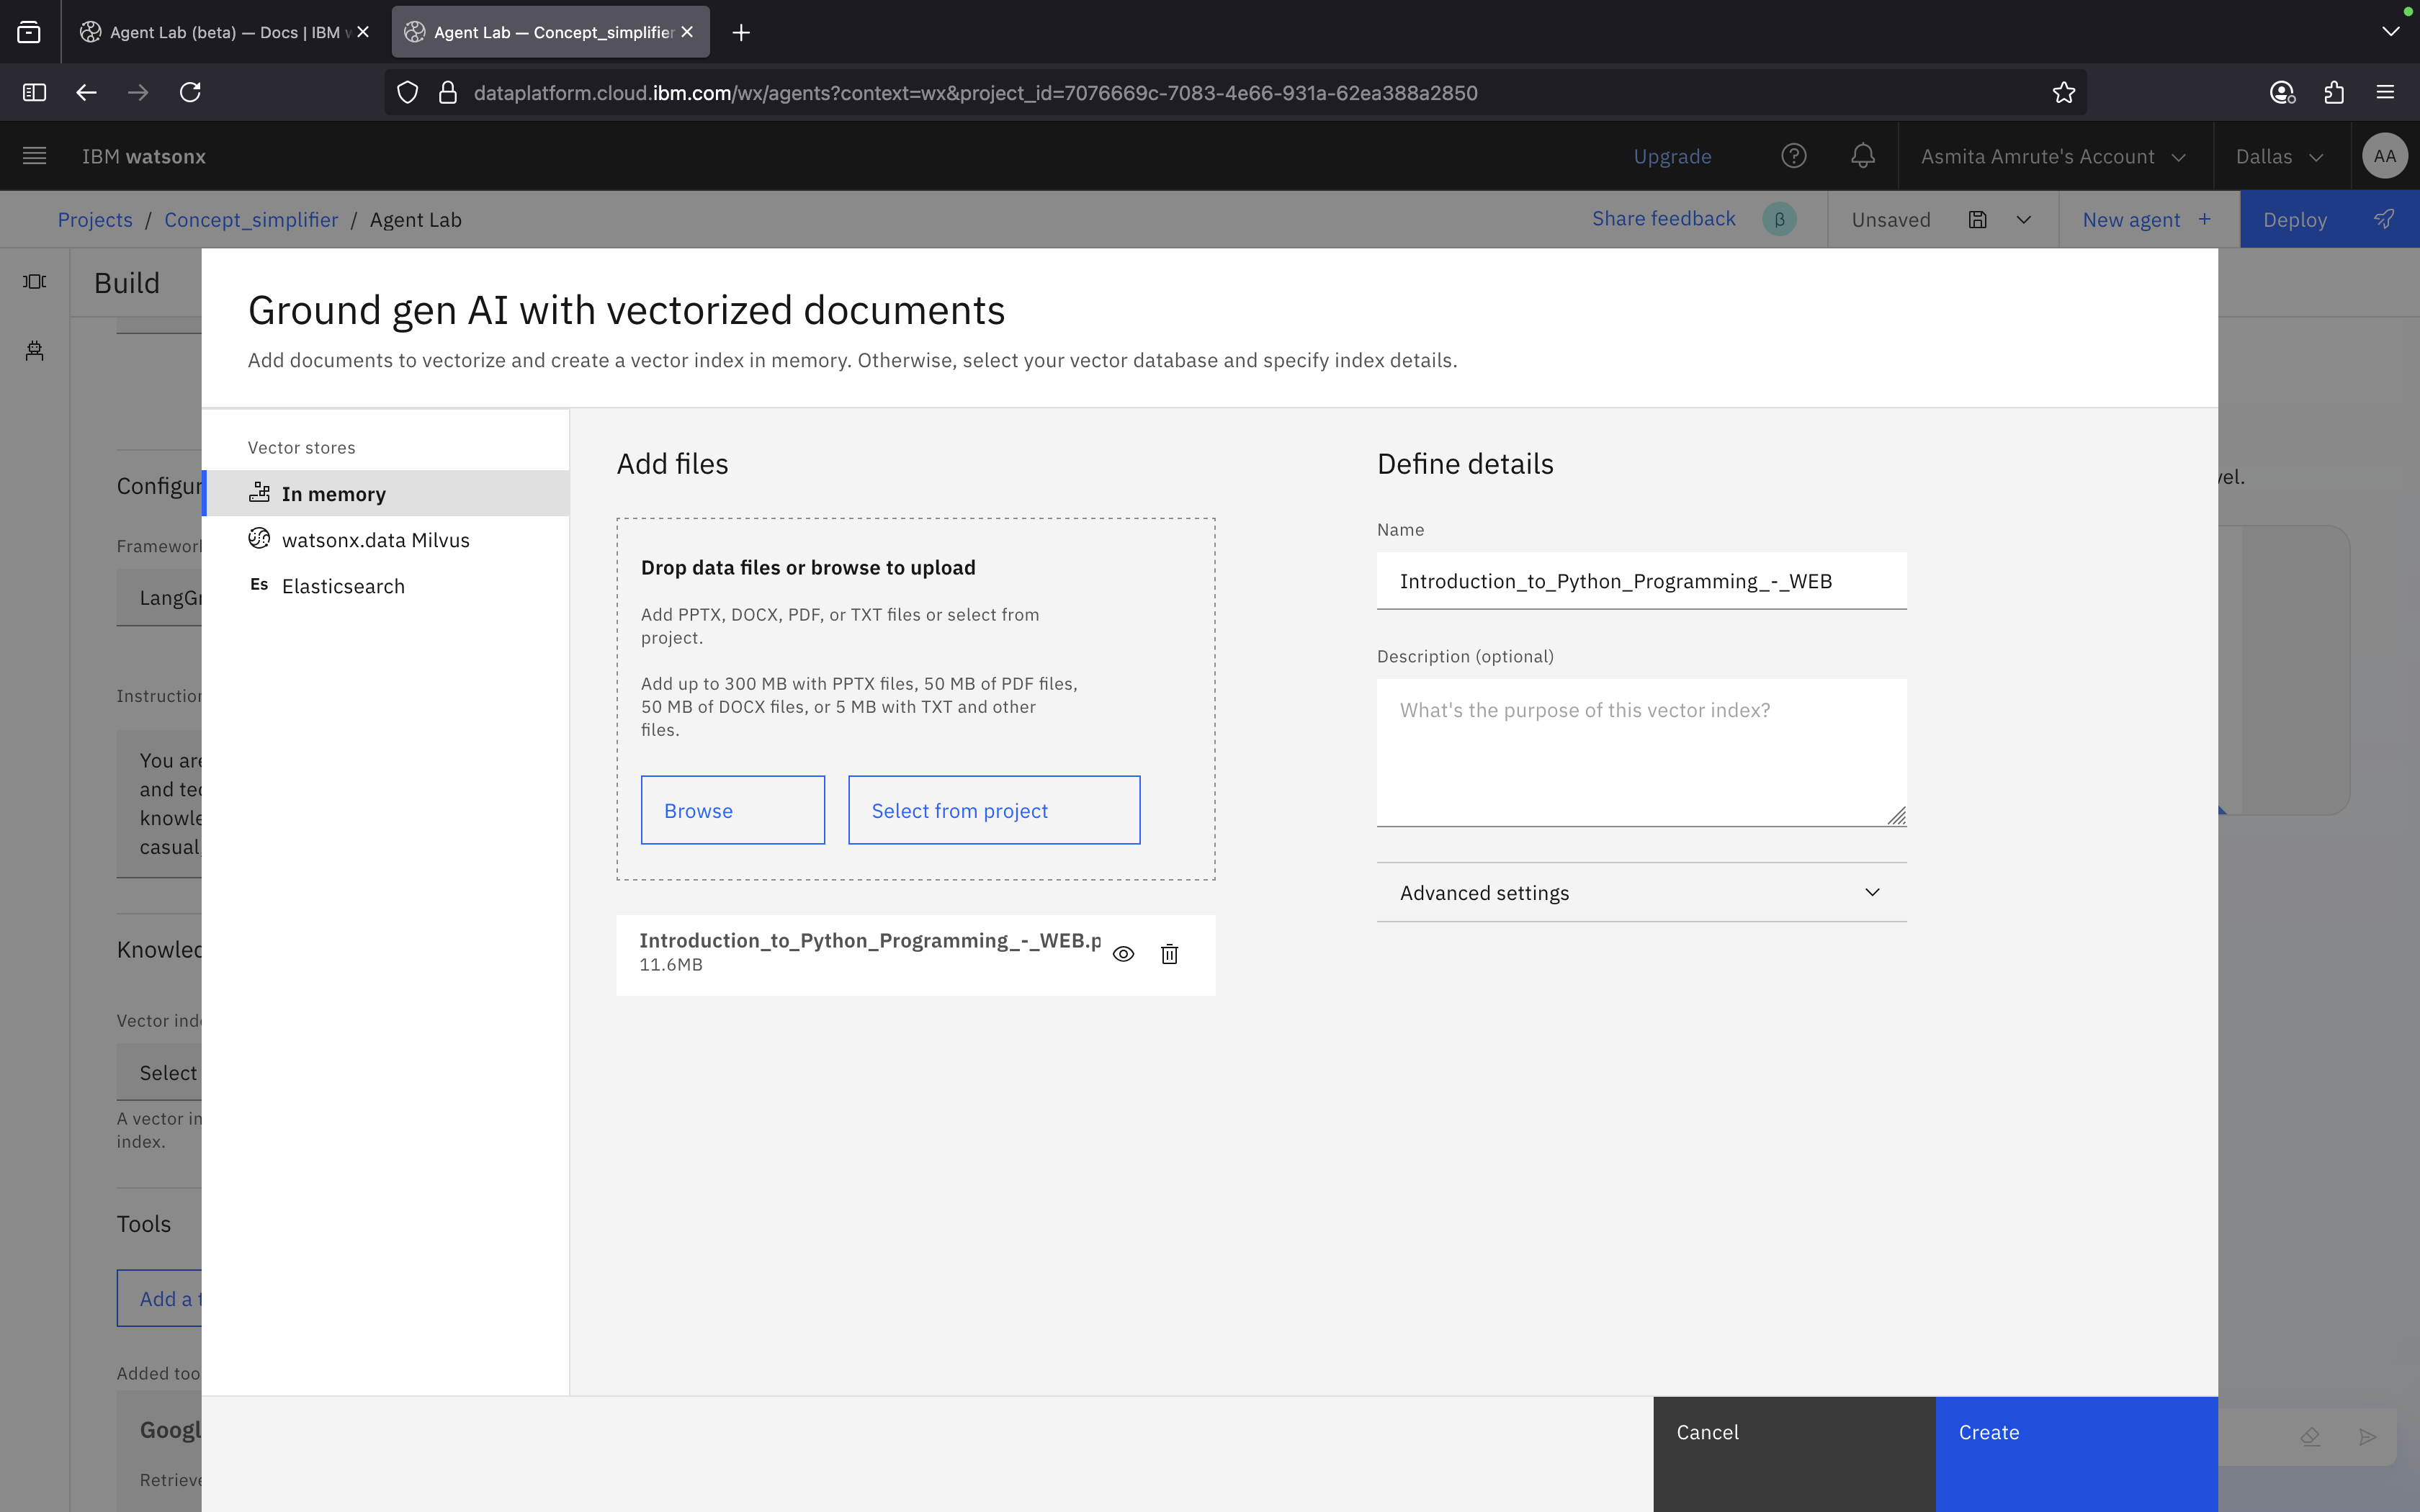 Agent Lab (beta) — Docs | IBM
Agent Lab — Concept_simplifier
dataplatform.cloud.ibm.com/wx/agents?context=wx&project_id=7076669c-7083-4e66-931a-62ea388a2850
IBM watsonx
Upgrade
Asmita Amrute's Account
Dallas
AA
Projects / Concept_simplifier / Agent Lab
Share feedback
β
Unsaved
New agent +
Deploy
Build
Ground gen AI with vectorized documents
Add documents to vectorize and create a vector index in memory. Otherwise, select your vector database and specify index details.
Vector stores
In memory
watsonx.data Milvus
Es Elasticsearch
Add files
Drop data files or browse to upload
Add PPTX, DOCX, PDF, or TXT files or select from
project.
Add up to 300 MB with PPTX files, 50 MB of PDF files,
50 MB of DOCX files, or 5 MB with TXT and other
files.
Browse
Select from project
Introduction_to_Python_Programming_-_WEB.p
11.6MB
Define details
Name
Introduction_to_Python_Programming_-_WEB
Description (optional)
What's the purpose of this vector index?
Advanced settings
Cancel
Create
Configur
Framework
LangGr
Instruction
You are
and tec
knowle
casual,
Knowled
Vector inde
Select
A vector in
index.
Tools
Add a t
Added too
Googl
Retrieve
vel.